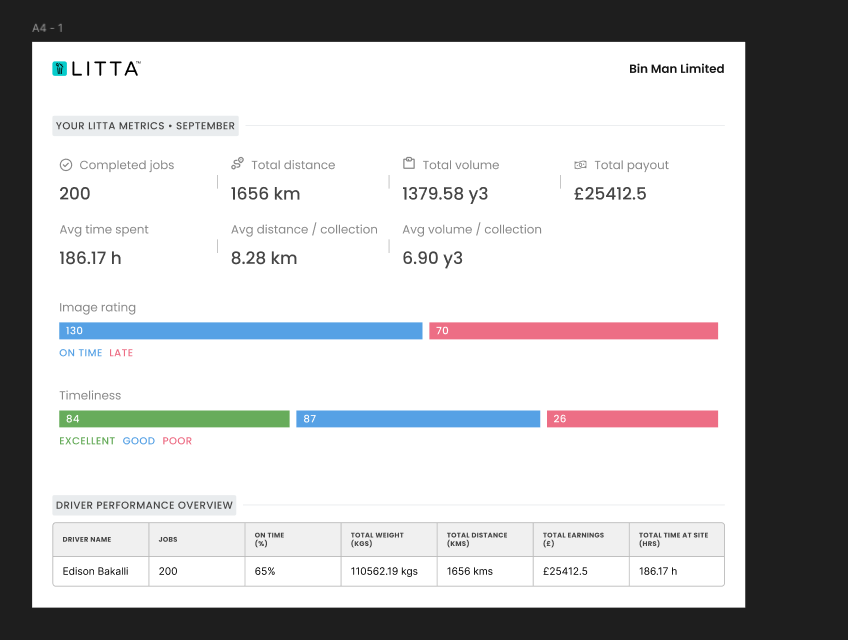 A4 - 1
LITTA™
Bin Man Limited
YOUR LITTA METRICS • SEPTEMBER
Completed jobs
Total distance
Total volume
Total payout
200
1656 km
1379.58 y3
£25412.5
Avg time spent
Avg distance / collection
Avg volume / collection
186.17 h
8.28 km
6.90 y3
Image rating
130
70
ON TIME LATE
Timeliness
84
87
26
EXCELLENT GOOD POOR
DRIVER PERFORMANCE OVERVIEW
DRIVER NAME
JOBS
ON TIME
(%)
TOTAL WEIGHT
(KGS)
TOTAL DISTANCE
(KMS)
TOTAL EARNINGS
(£)
TOTAL TIME AT SITE
(HRS)
Edison Bakalli
200
65%
110562.19 kgs
1656 kms
£25412.5
186.17 h